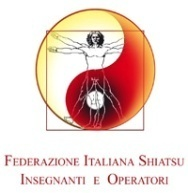 Federazione Italiana Shiatsu
Insegnanti e Operatori